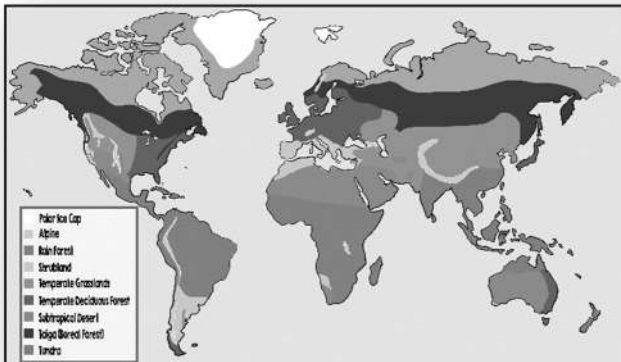 Polar Ice Cap
Alpine
Rain Forest
Shrubland
Temperate Grasslands
Temperate Deciduous Forest
Subtropical Desert
Taiga (Boreal Forest)
Tundra